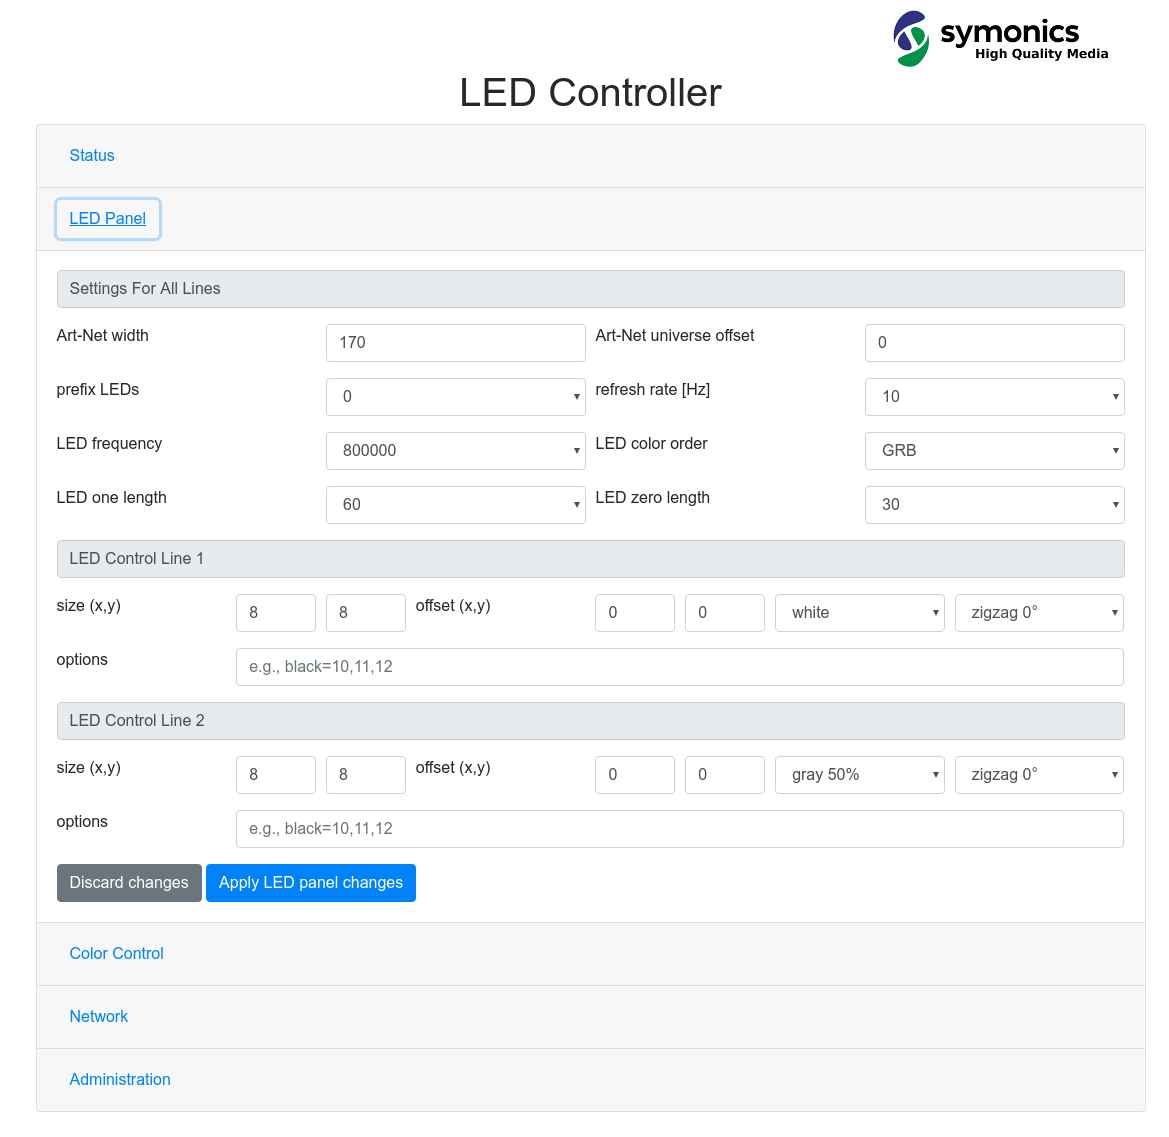 symonics
High Quality Media
LED Controller
Status
LED Panel
Settings For All Lines
Art-Net width 170 Art-Net universe offset 0
prefix LEDs 0 refresh rate [Hz] 10
LED frequency 800000 LED color order GRB
LED one length 60 LED zero length 30
LED Control Line 1
size (x,y) 8 8 offset (x,y) 0 0 white zigzag 0°
options e.g., black=10,11,12
LED Control Line 2
size (x,y) 8 8 offset (x,y) 0 0 gray 50% zigzag 0°
options e.g., black=10,11,12
Discard changes Apply LED panel changes
Color Control
Network
Administration